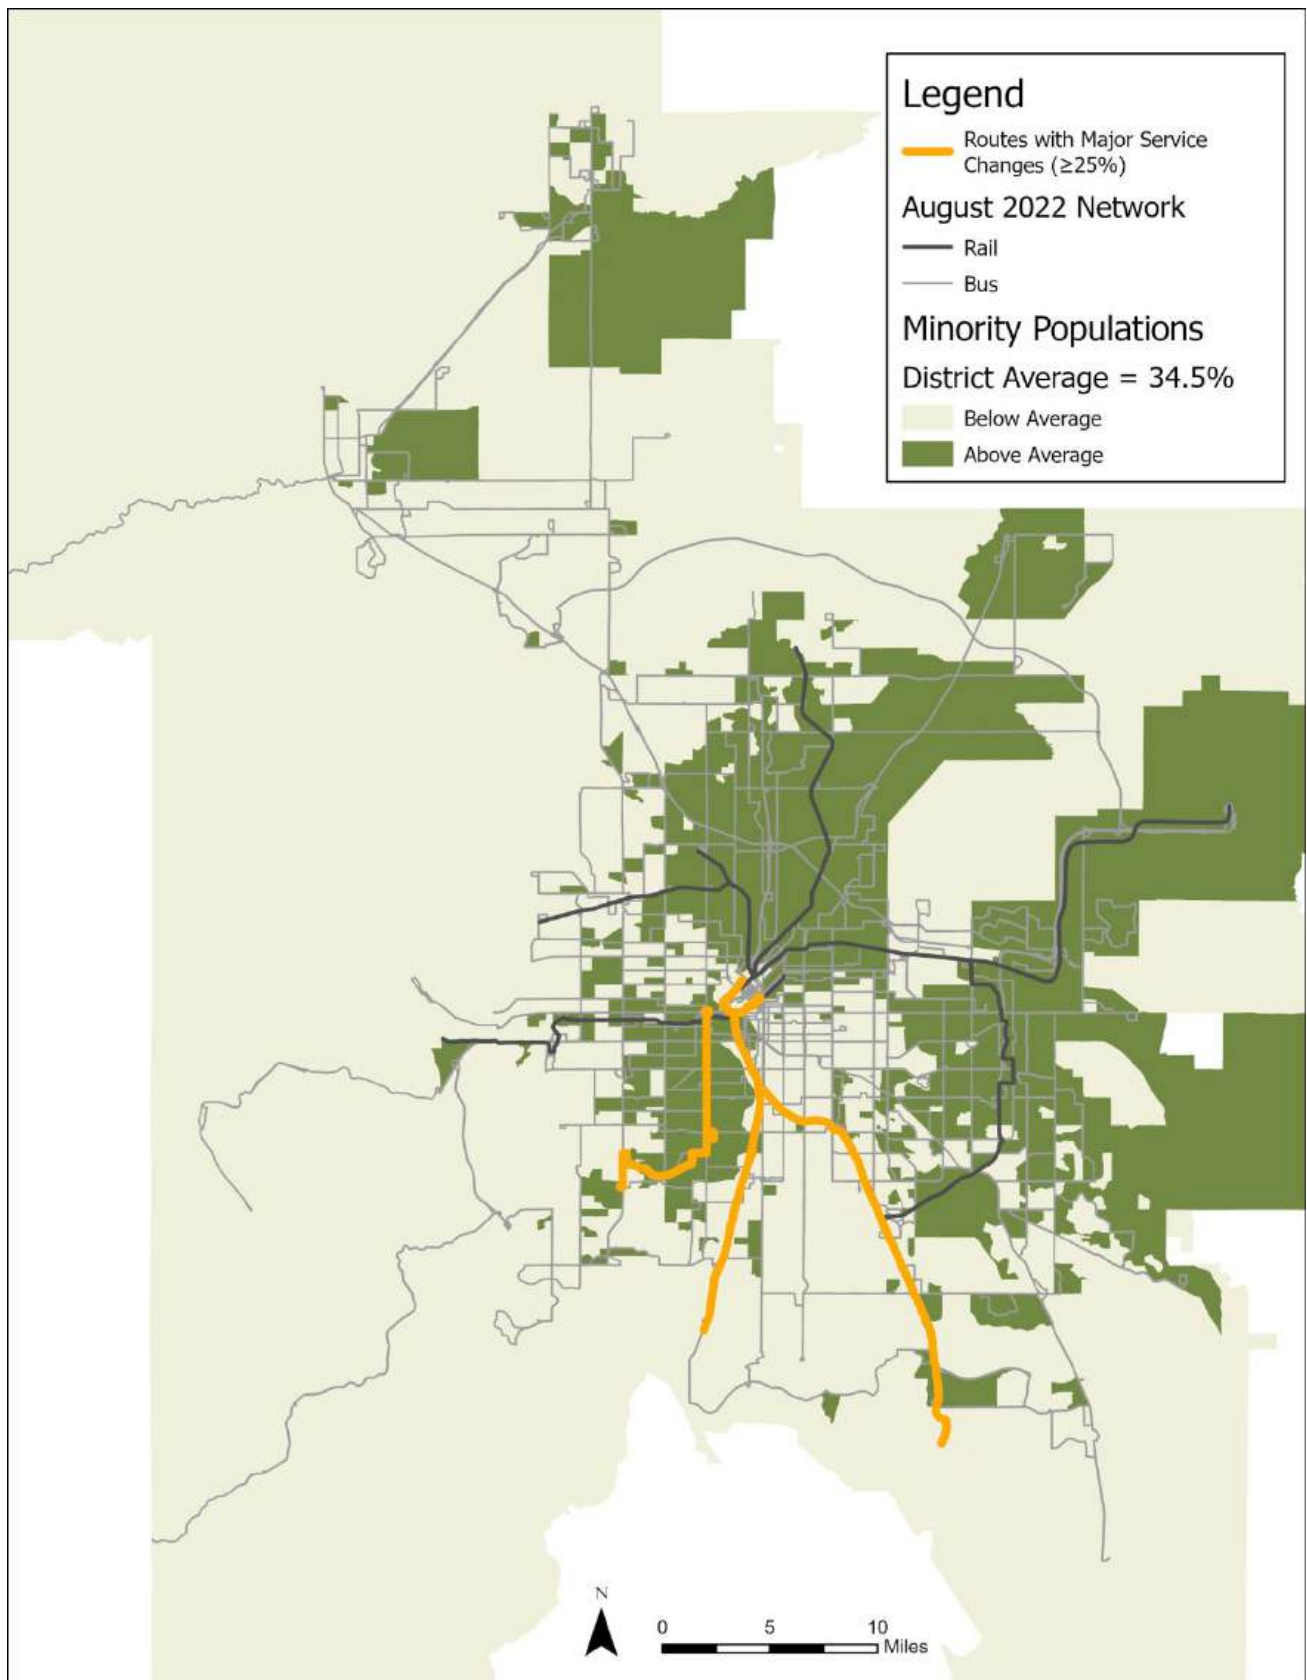 Legend
Routes with Major Service
Changes (≥25%)
August 2022 Network
Rail
Bus
Minority Populations
District Average = 34.5%
Below Average
Above Average
N
0 5 10
Miles